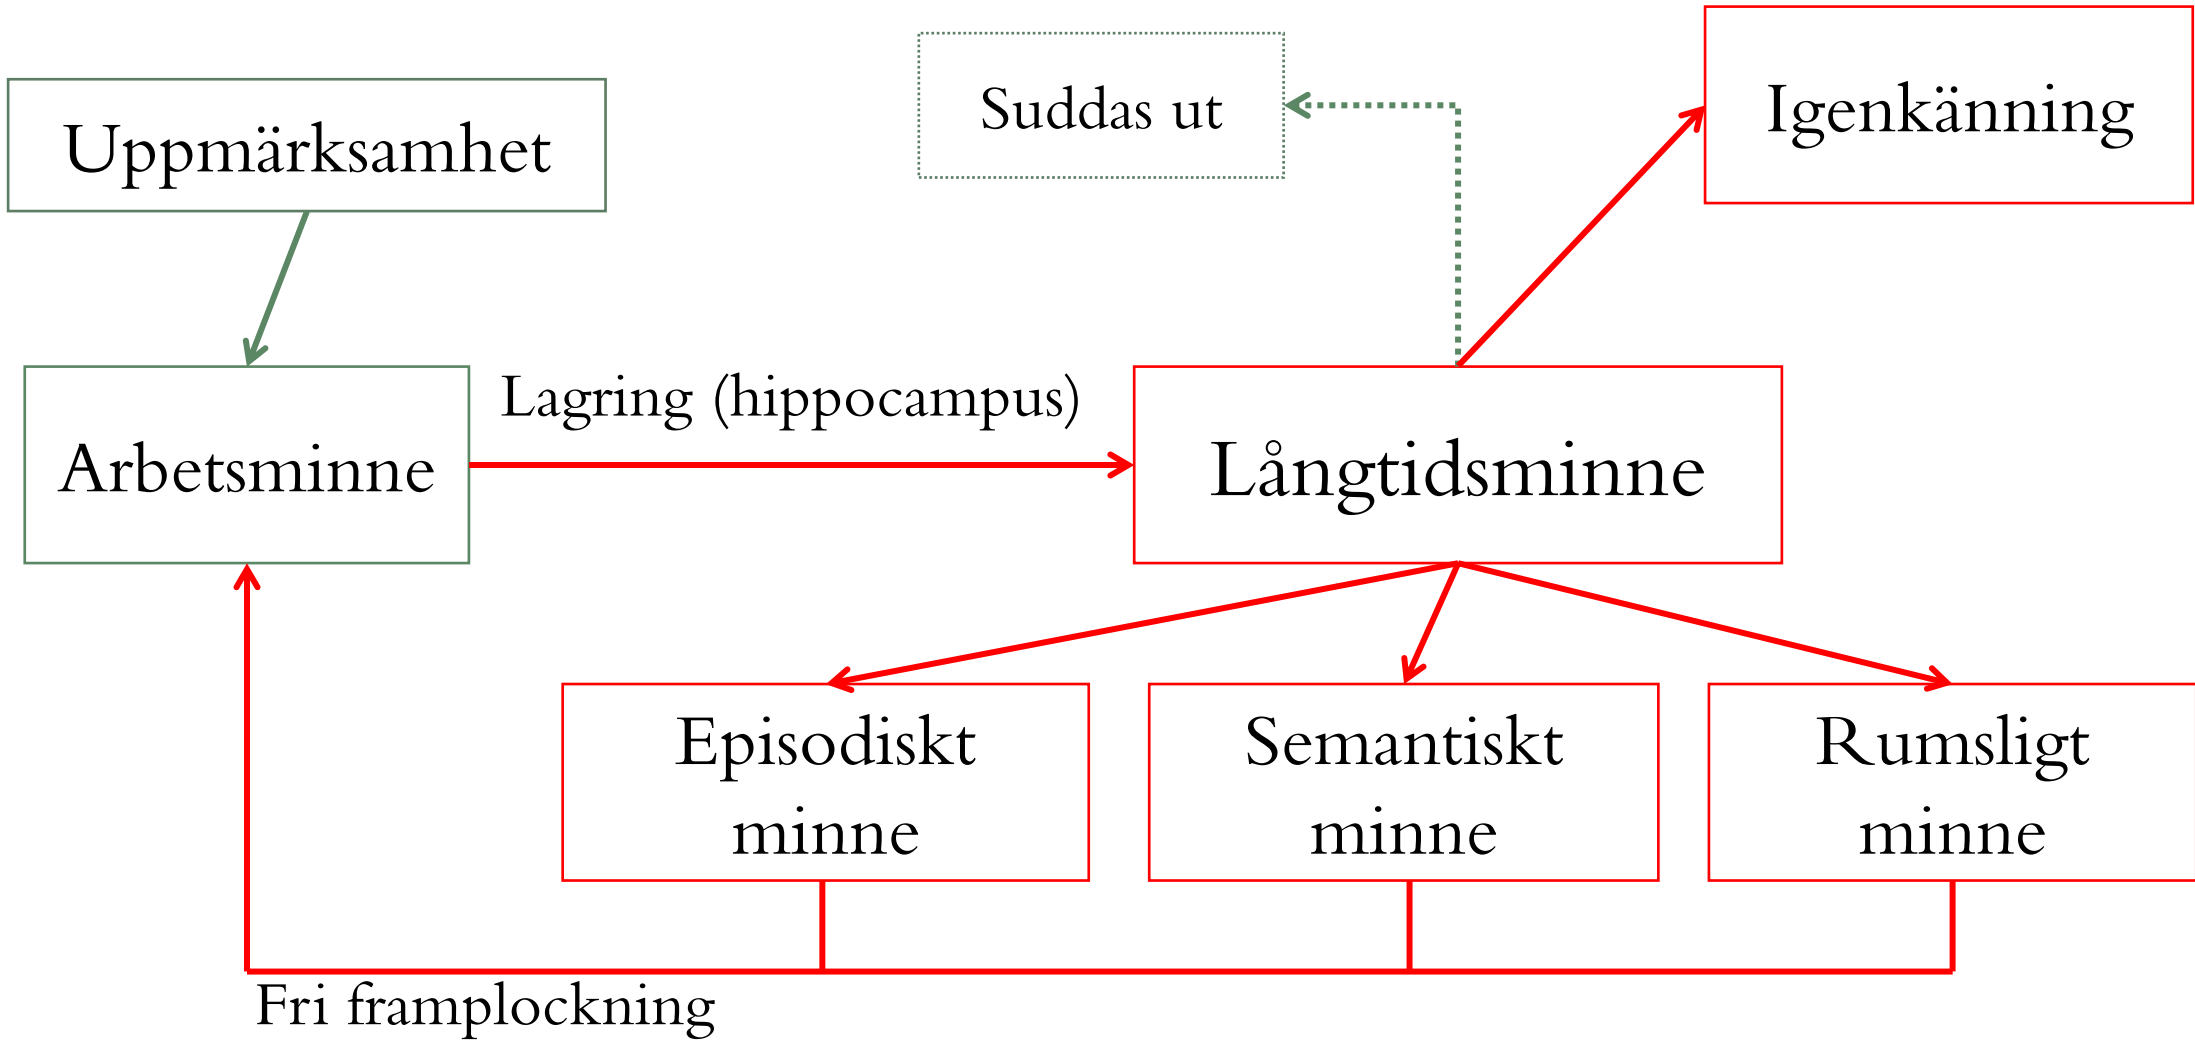 Suddas ut
Igenkänning
Uppmärksamhet
Lagring (hippocampus)
Arbetsminne
Långtidsminne
Episodiskt
minne
Semantiskt
minne
Rumsligt
minne
Fri framplockning